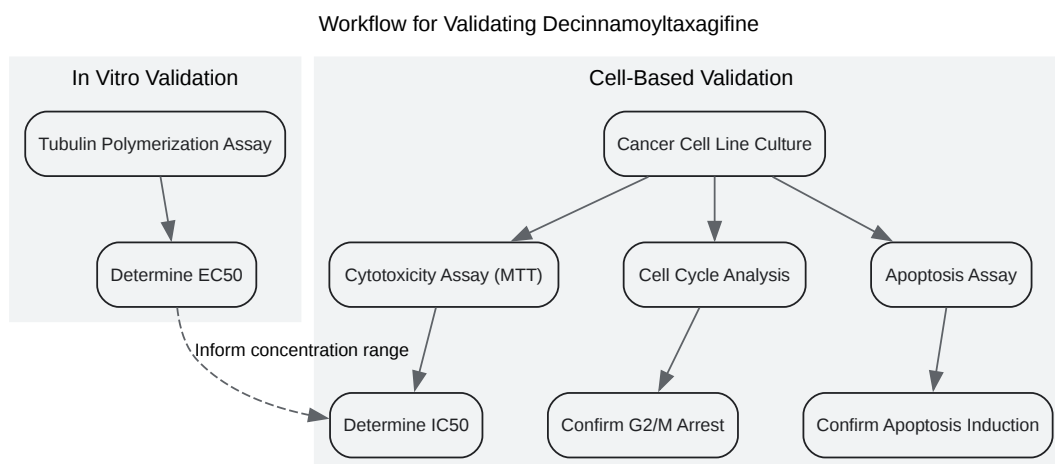 Workflow for Validating Decinnamoyltaxagifine
In Vitro Validation
Cell-Based Validation
Tubulin Polymerization Assay
Cancer Cell Line Culture
Determine EC50
Cytotoxicity Assay (MTT)
Cell Cycle Analysis
Apoptosis Assay
Inform concentration range
Determine IC50
Confirm G2/M Arrest
Confirm Apoptosis Induction